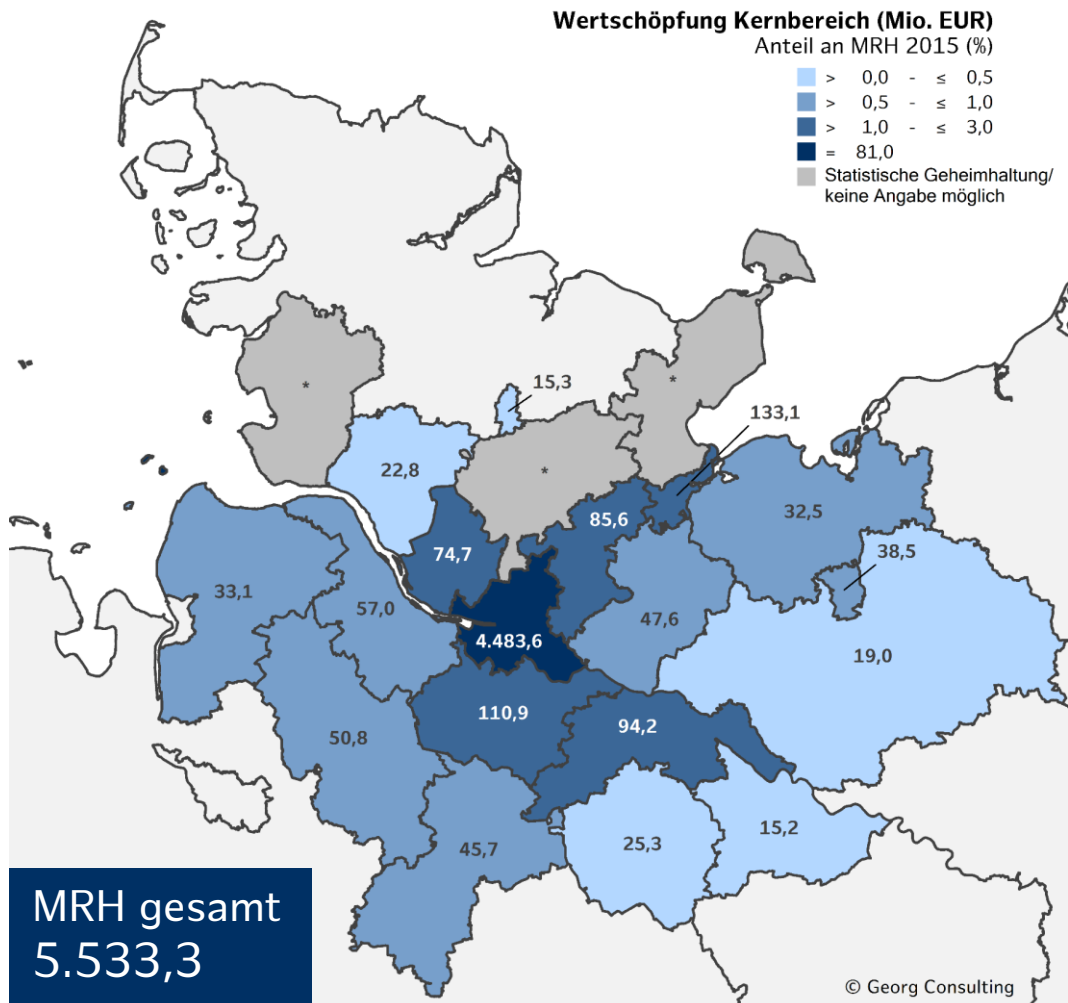 Wertschöpfung Kernbereich (Mio. EUR)
Anteil an MRH 2015 (%)
> 0,0 - ≤ 0,5
> 0,5 - ≤ 1,0
> 1,0 - ≤ 3,0
= 81,0
Statistische Geheimhaltung/
keine Angabe möglich
*
*
15,3
133,1
22,8
*
85,6
32,5
74,7
38,5
33,1
57,0
47,6
4.483,6
19,0
110,9
94,2
50,8
45,7
25,3
15,2
MRH gesamt
5.533,3
© Georg Consulting